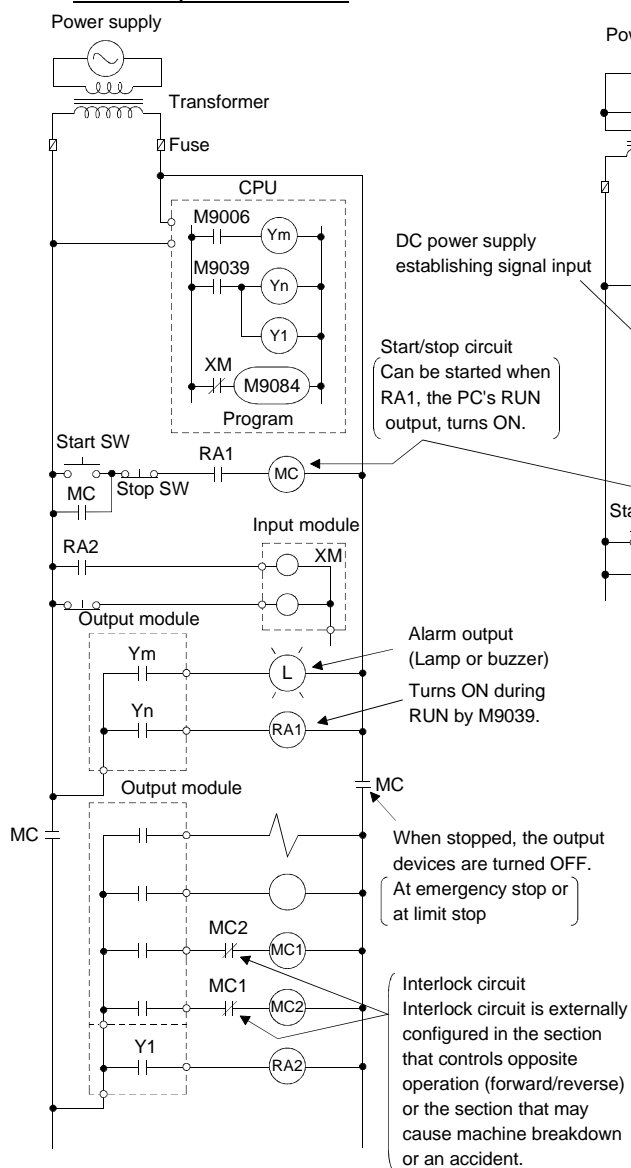 Power supply
Transformer
Fuse
CPU
M9006
Ym
M9039
Yn
Y1
XM
M9084
Program
DC power supply
establishing signal input
Start/stop circuit
Can be started when
RA1, the PC's RUN
output, turns ON.
Start SW
RA1
MC
Stop SW
MC
RA2
Input module
XM
Output module
Ym
L
Alarm output
(Lamp or buzzer)
Yn
RA1
Turns ON during
RUN by M9039.
Output module
MC
MC
When stopped, the output
devices are turned OFF.
At emergency stop or
at limit stop
MC2
MC1
MC1
MC2
Interlock circuit
Interlock circuit is externally
configured in the section
that controls opposite
operation (forward/reverse)
or the section that may
cause machine breakdown
or an accident.
Y1
RA2